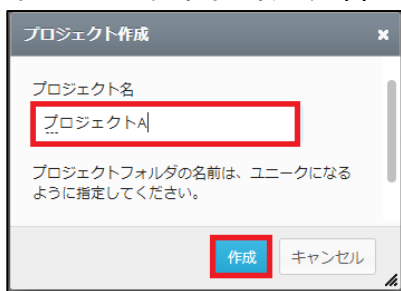 プロジェクト作成
プロジェクト名
プロジェクトA
プロジェクトフォルダの名前は、ユニークになる
ように指定してください。
作成 キャンセル